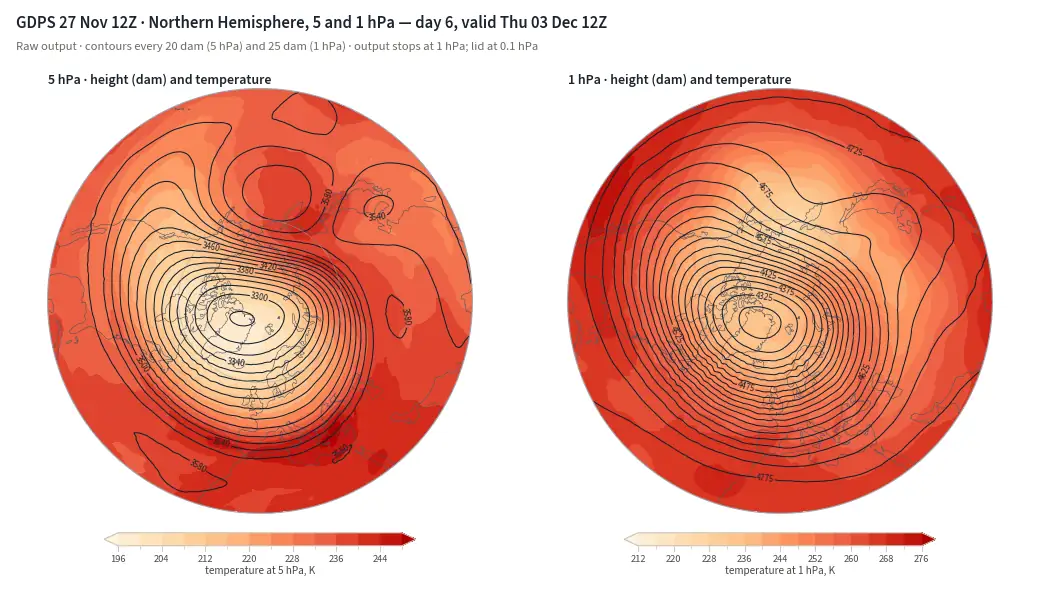 GDPS 27 Nov 12Z · Northern Hemisphere, 5 and 1 hPa — day 6, valid Thu 03 Dec 12Z
Raw output · contours every 20 dam (5 hPa) and 25 dam (1 hPa) · output stops at 1 hPa; lid at 0.1 hPa
5 hPa · height (dam) and temperature
3580
3540
3460
3420
3380
3300
3580
3340
3500
3580
1 hPa · height (dam) and temperature
4725
4675
4575
4425
4375
4325
4525
4625
4475
4775
196 204 212 220 228 236 244
temperature at 5 hPa, K
212 220 228 236 244 252 260 268 276
temperature at 1 hPa, K